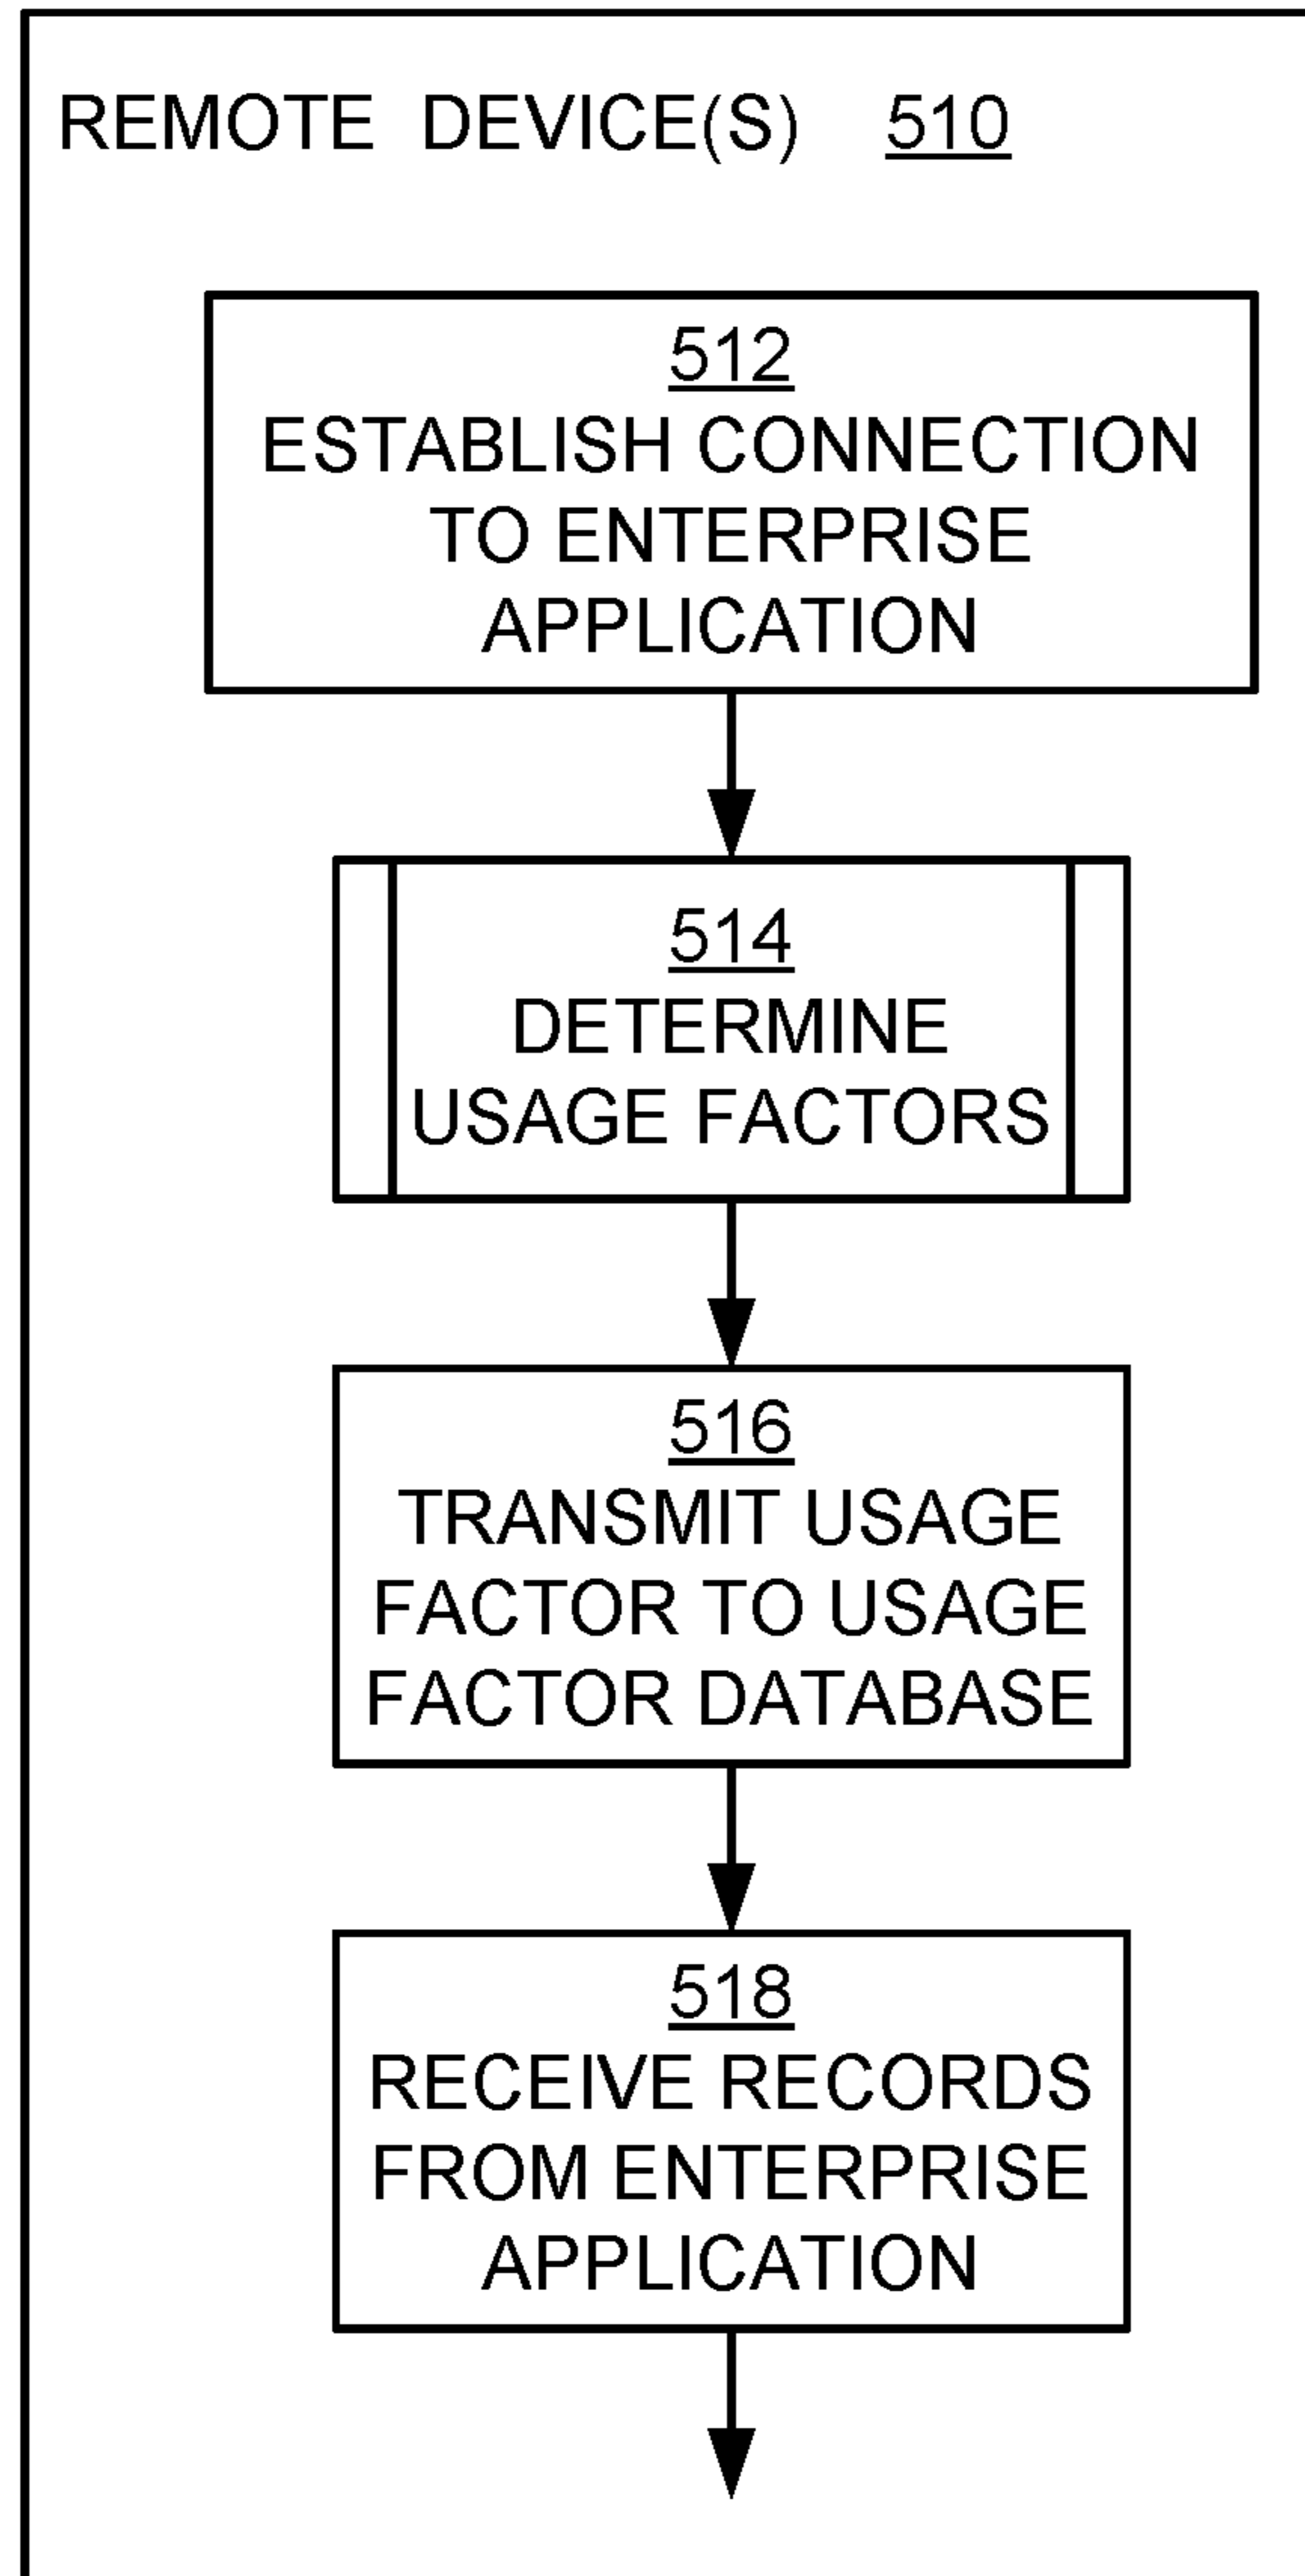 REMOTE DEVICE(S) 510
512
ESTABLISH CONNECTION
TO ENTERPRISE
APPLICATION
514
DETERMINE
USAGE FACTORS
516
TRANSMIT USAGE
FACTOR TO USAGE
FACTOR DATABASE
518
RECEIVE RECORDS
FROM ENTERPRISE
APPLICATION